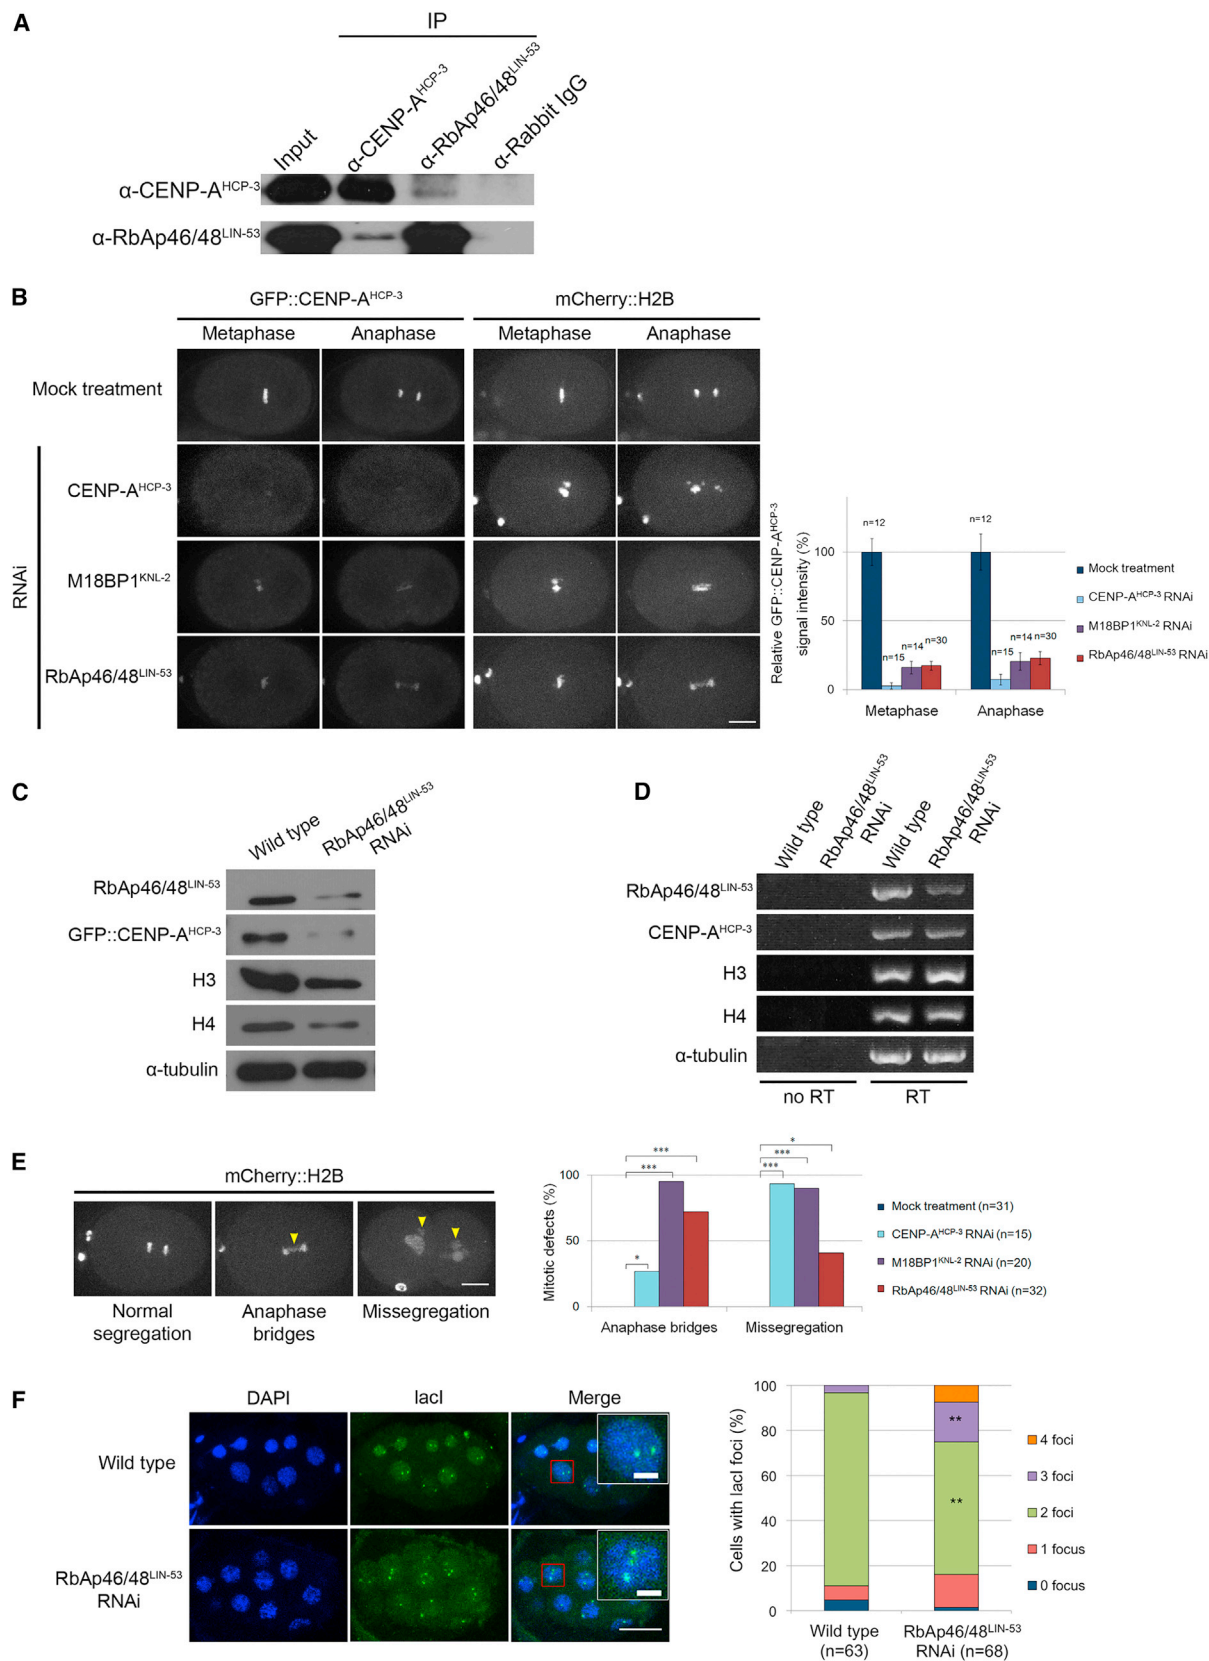 A
IP
Input
α-CENP-A^HCP-3
α-RbAp46/48^LIN-53
α-Rabbit IgG
α-CENP-A^HCP-3
α-RbAp46/48^LIN-53
B
GFP::CENP-A^HCP-3
mCherry::H2B
Metaphase
Anaphase
Metaphase
Anaphase
Mock treatment
RNAi
CENP-A^HCP-3
M18BP1^KNL-2
RbAp46/48^LIN-53
Relative GFP::CENP-A^HCP-3
signal intensity (%)
100
50
0
n=12
n=15
n=14
n=30
n=12
n=15
n=14
n=30
Metaphase
Anaphase
Mock treatment
CENP-A^HCP-3 RNAi
M18BP1^KNL-2 RNAi
RbAp46/48^LIN-53 RNAi
C
Wild type
RbAp46/48^LIN-53
RNAi
RbAp46/48^LIN-53
GFP::CENP-A^HCP-3
H3
H4
α-tubulin
D
Wild type
RbAp46/48^LIN-53
RNAi
Wild type
RbAp46/48^LIN-53
RNAi
RbAp46/48^LIN-53
CENP-A^HCP-3
H3
H4
α-tubulin
no RT
RT
E
mCherry::H2B
Normal
segregation
Anaphase
bridges
Missegregation
Mitotic defects (%)
100
50
0
*
***
***
***
***
*
Anaphase bridges
Missegregation
Mock treatment (n=31)
CENP-A^HCP-3 RNAi (n=15)
M18BP1^KNL-2 RNAi (n=20)
RbAp46/48^LIN-53 RNAi (n=32)
F
DAPI
lacI
Merge
Wild type
RbAp46/48^LIN-53
RNAi
Cells with lacI foci (%)
100
80
60
40
20
0
**
**
Wild type
(n=63)
RbAp46/48^LIN-53
RNAi (n=68)
4 foci
3 foci
2 foci
1 focus
0 focus